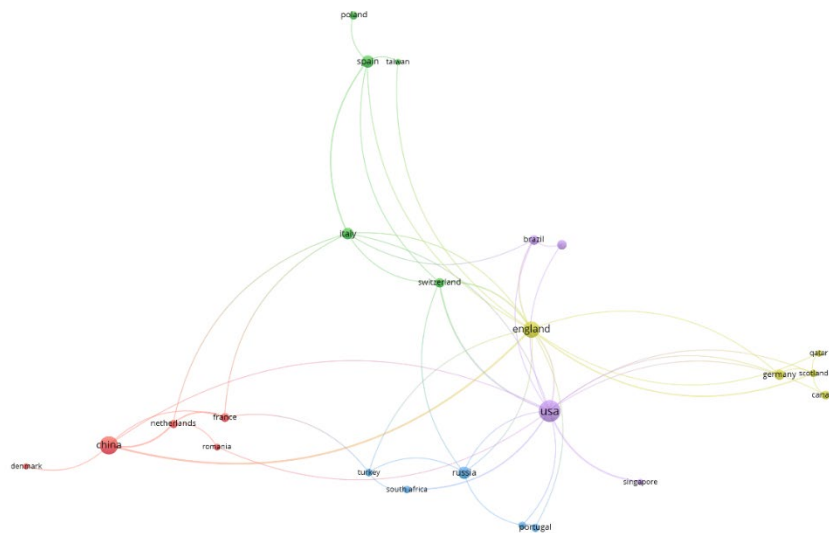 poland
spain
taiwan
italy
brazil
switzerland
england
qatar
germany
scotland
cana
usa
france
netherlands
china
romania
denmark
turkey
russia
south africa
singapore
portugal